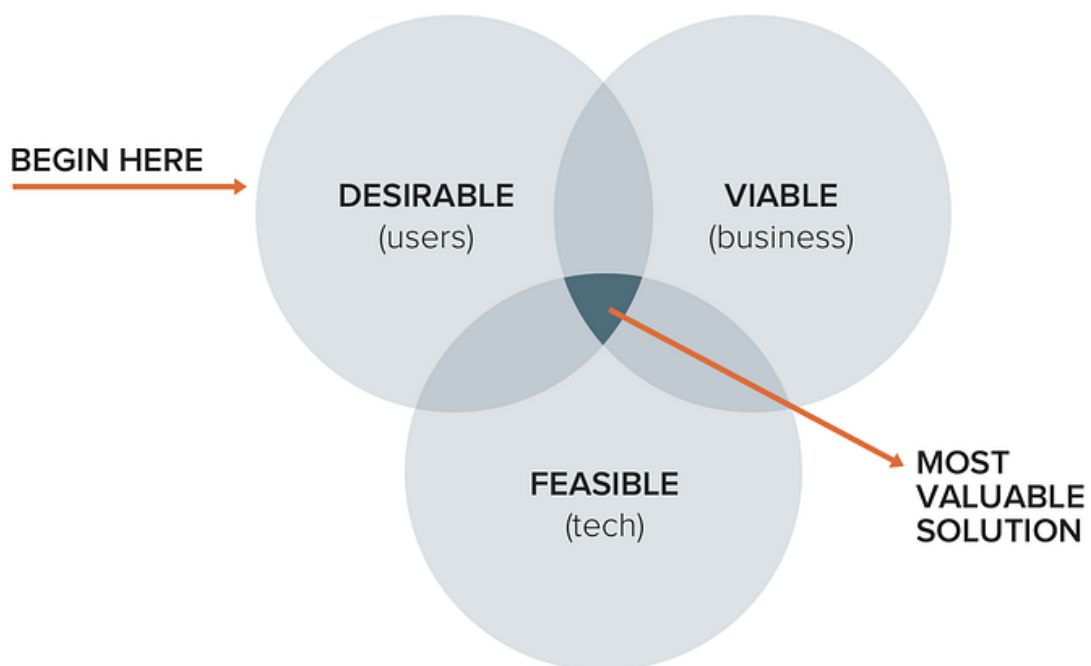 BEGIN HERE
DESIRABLE
(users)
VIABLE
(business)
FEASIBLE
(tech)
MOST
VALUABLE
SOLUTION